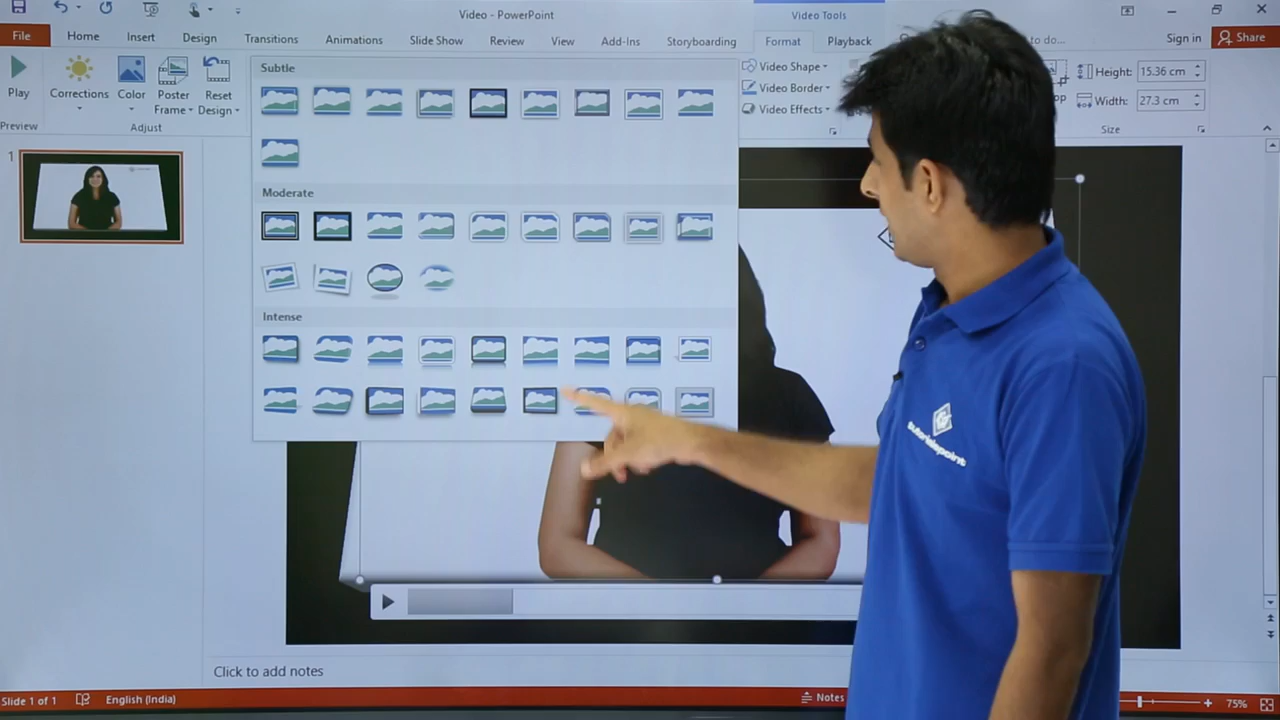 Video - PowerPoint
Video Tools
File
Home
Insert
Design
Transitions
Animations
Slide Show
Review
View
Add-Ins
Storyboarding
Format
Playback
to do...
Sign in
Share
Play
Corrections
Color
Poster
Frame
Reset
Design
Preview
Adjust
Video Shape
Video Border
Video Effects
Height:
15.36 cm
Width:
27.3 cm
Size
Subtle
Moderate
Intense
1
tutorialspoint
Click to add notes
Slide 1 of 1
English (India)
Notes
75%